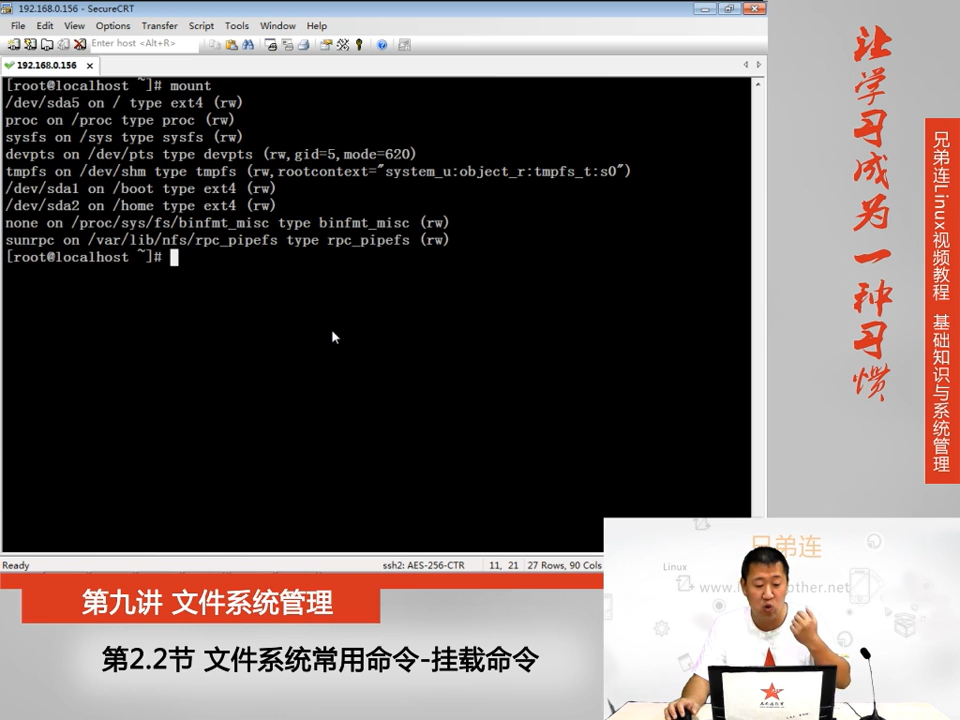 192.168.0.156 - SecureCRT
File Edit View Options Transfer Script Tools Window Help
Enter host <Alt+R>
192.168.0.156
[root@localhost ~]# mount
/dev/sda5 on / type ext4 (rw)
proc on /proc type proc (rw)
sysfs on /sys type sysfs (rw)
devpts on /dev/pts type devpts (rw,gid=5,mode=620)
tmpfs on /dev/shm type tmpfs (rw,rootcontext="system_u:object_r:tmpfs_t:s0")
/dev/sda1 on /boot type ext4 (rw)
/dev/sda2 on /home type ext4 (rw)
none on /proc/sys/fs/binfmt_misc type binfmt_misc (rw)
sunrpc on /var/lib/nfs/rpc_pipefs type rpc_pipefs (rw)
[root@localhost ~]#
Ready ssh2: AES-256-CTR 11, 21 27 Rows, 90 Cols
让学习成为一种习惯
兄弟连Linux视频教程 基础知识与系统管理
第九讲 文件系统管理
第2.2节 文件系统常用命令-挂载命令
兄弟连
Linux